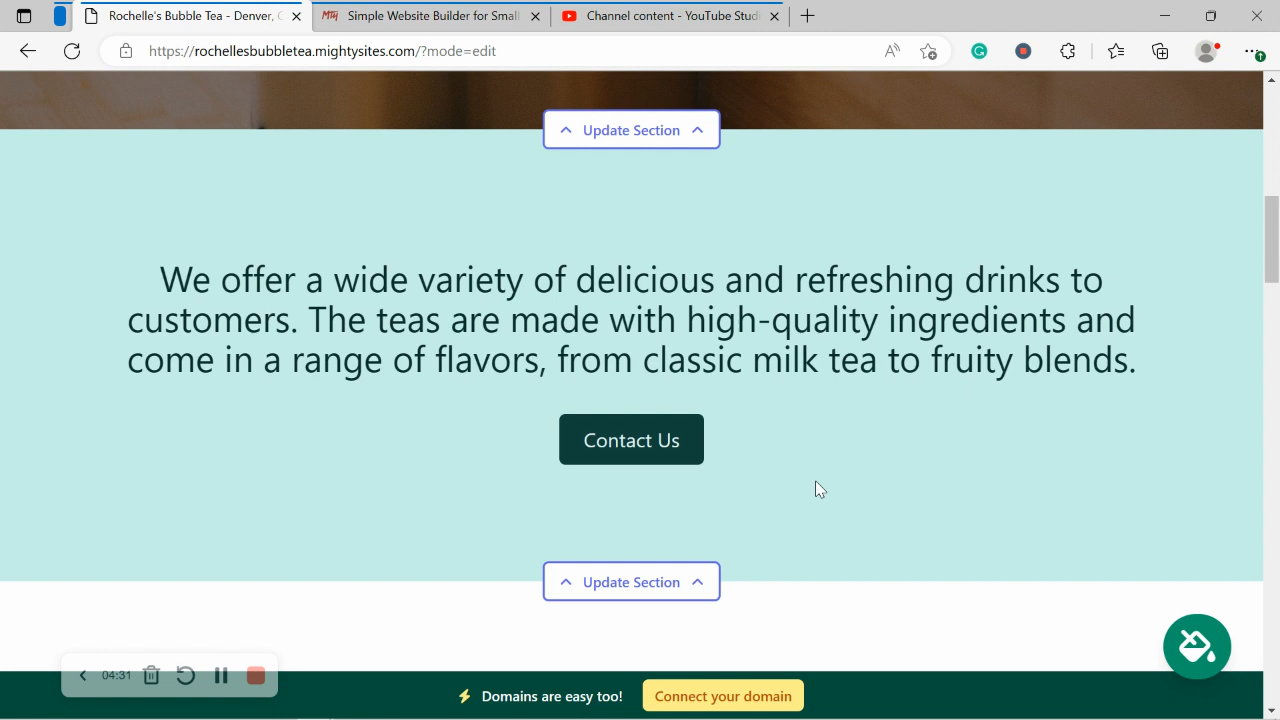 Rochelle's Bubble Tea - Denver, C
Simple Website Builder for Small
Channel content - YouTube Studi
https://rochellesbubbletea.mightysites.com/?mode=edit
Update Section
We offer a wide variety of delicious and refreshing drinks to
customers. The teas are made with high-quality ingredients and
come in a range of flavors, from classic milk tea to fruity blends.
Contact Us
Update Section
04:31
Domains are easy too!
Connect your domain